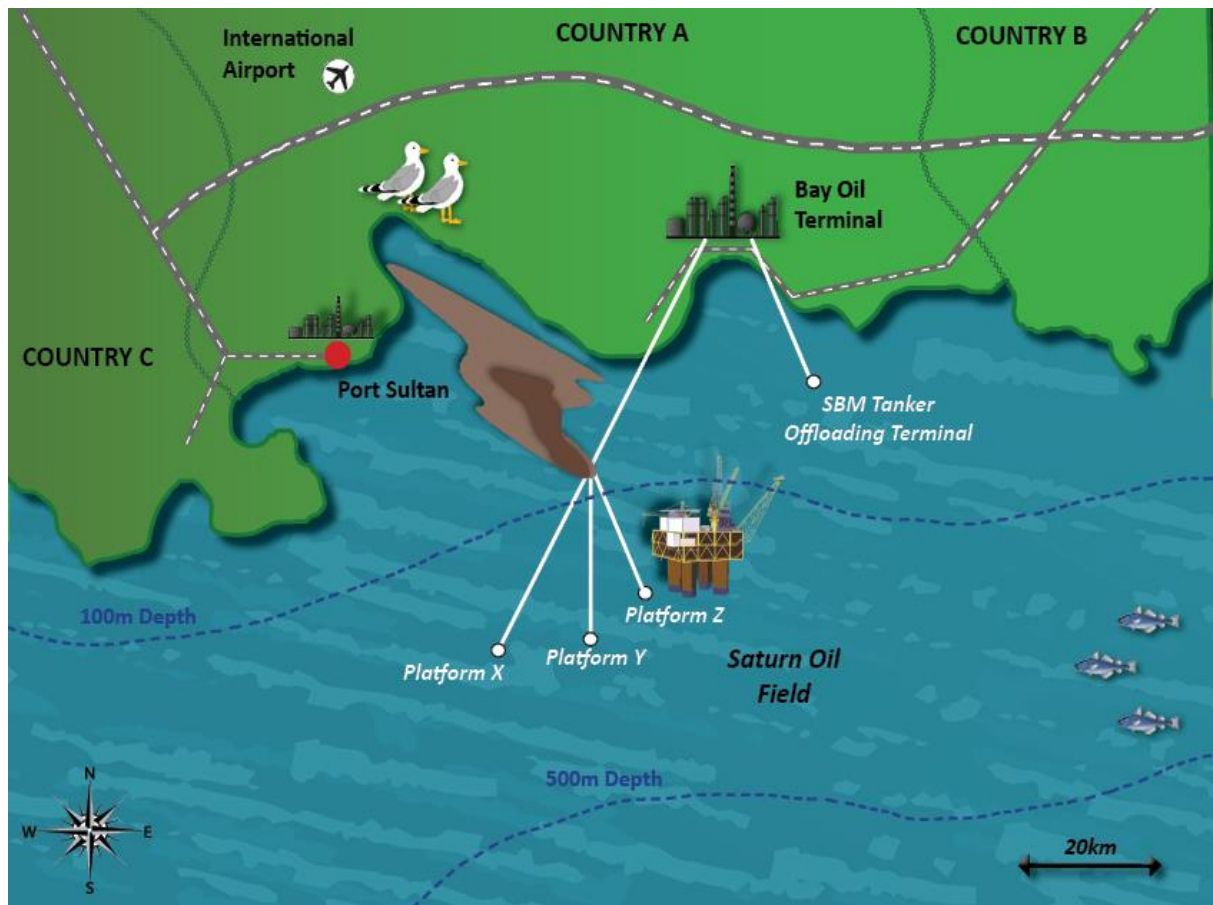 International
Airport
COUNTRY A
COUNTRY B
Bay Oil
Terminal
COUNTRY C
Port Sultan
SBM Tanker
Offloading Terminal
100m Depth
Platform Z
Platform Y
Platform X
Saturn Oil
Field
500m Depth
N
W
E
S
20km